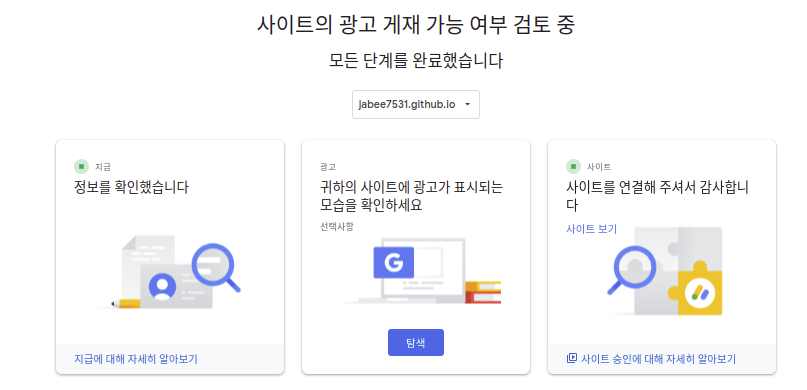 사이트의 광고 게재 가능 여부 검토 중
모든 단계를 완료했습니다
jabee7531.github.io
지급
정보를 확인했습니다
지급에 대해 자세히 알아보기
광고
귀하의 사이트에 광고가 표시되는
모습을 확인하세요
선택사항
G
탐색
사이트
사이트를 연결해 주셔서 감사합니
다
사이트 보기
사이트 승인에 대해 자세히 알아보기